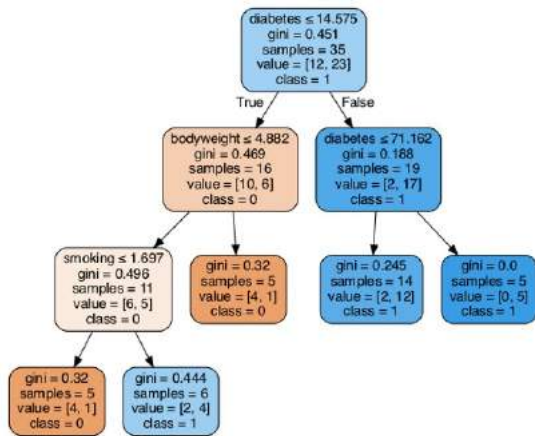 diabetes ≤ 14.575
gini = 0.451
samples = 35
value = [12, 23]
class = 1
True
False
bodyweight ≤ 4.882
gini = 0.469
samples = 16
value = [10, 6]
class = 0
diabetes ≤ 71.162
gini = 0.188
samples = 19
value = [2, 17]
class = 1
smoking ≤ 1.697
gini = 0.496
samples = 11
value = [6, 5]
class = 0
gini = 0.32
samples = 5
value = [4, 1]
class = 0
gini = 0.245
samples = 14
value = [2, 12]
class = 1
gini = 0.0
samples = 5
value = [0, 5]
class = 1
gini = 0.32
samples = 5
value = [4, 1]
class = 0
gini = 0.444
samples = 6
value = [2, 4]
class = 1